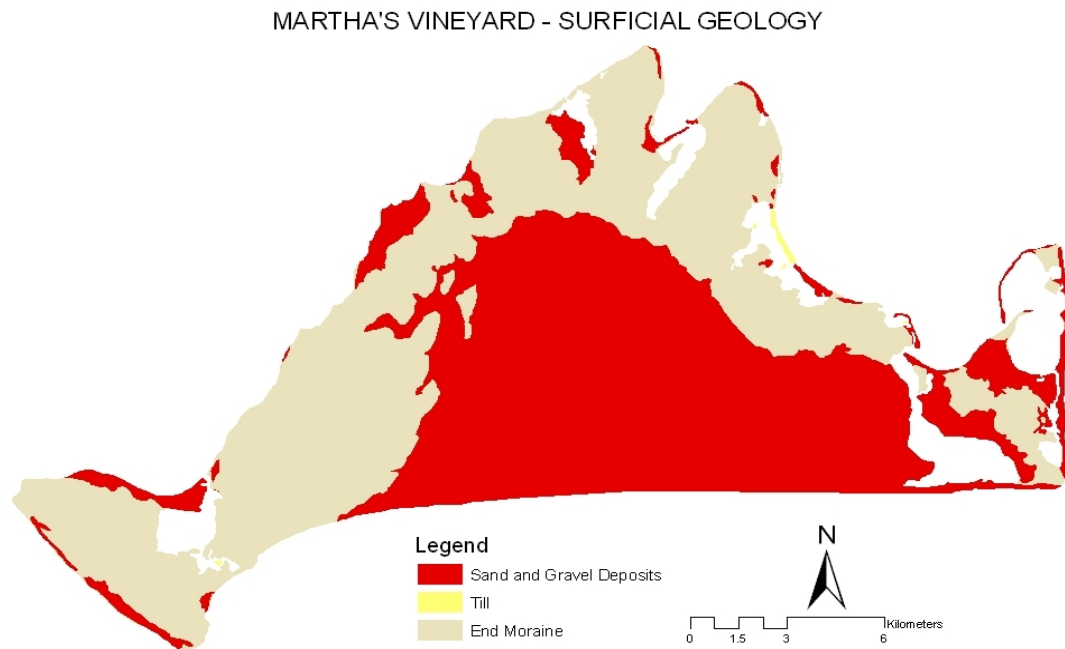 MARTHA'S VINEYARD - SURFICIAL GEOLOGY
Legend
Sand and Gravel Deposits
Till
End Moraine
N
Kilometers
0 1.5 3 6